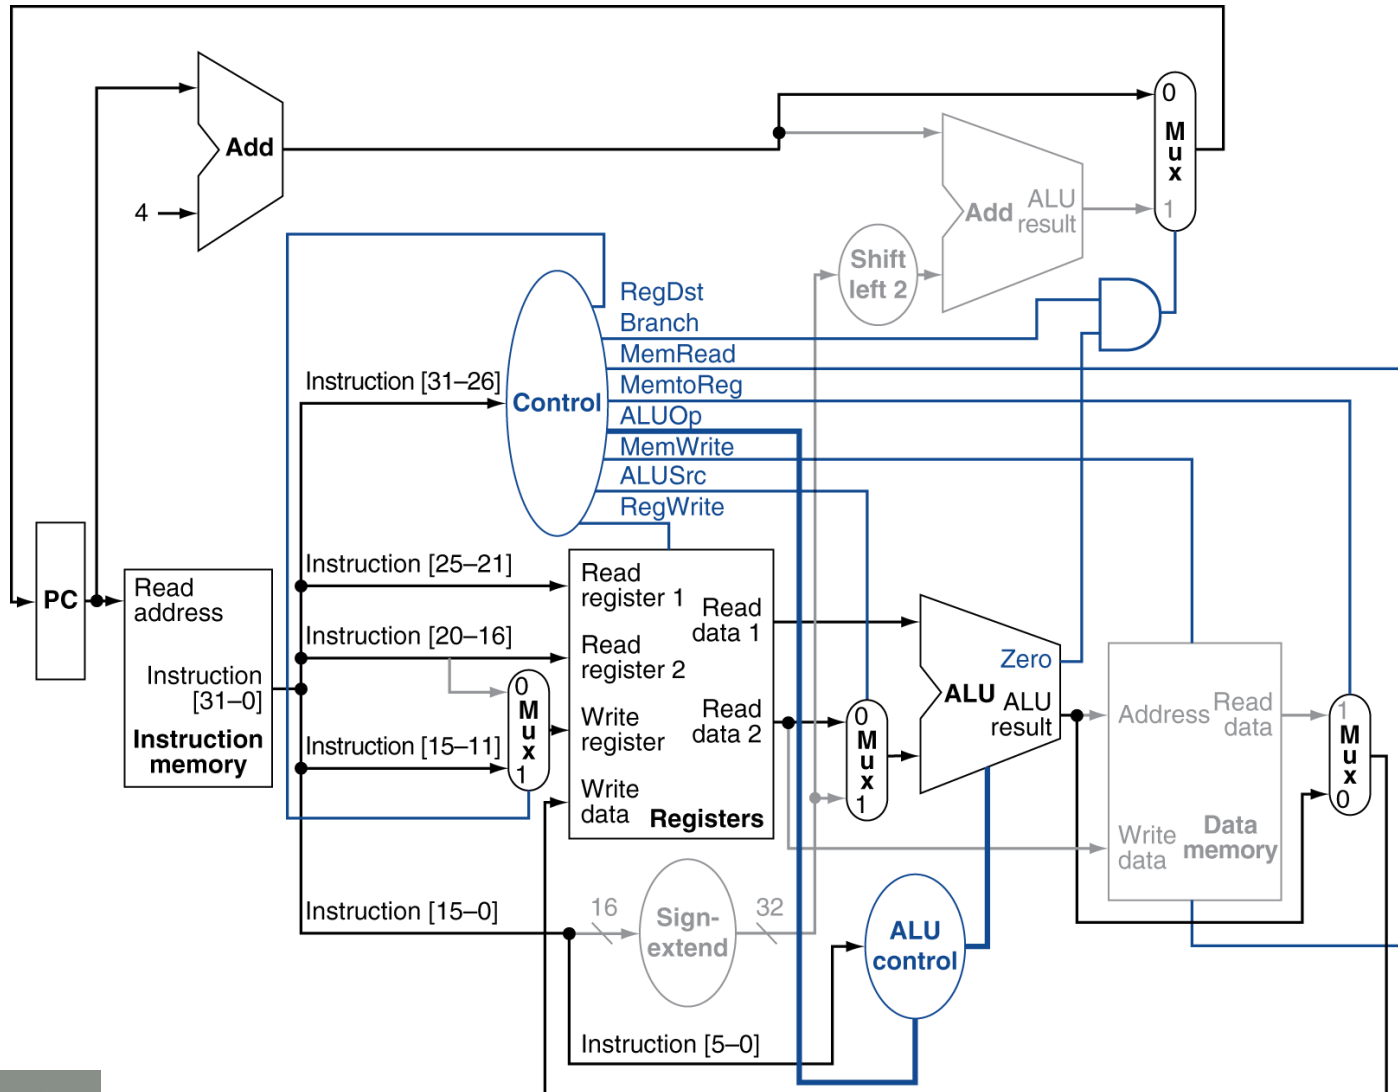 0
M
u
x
1
Add
4
Add
ALU
result
Shift
left 2
RegDst
Branch
MemRead
MemtoReg
ALUOp
MemWrite
ALUSrc
RegWrite
Instruction [31–26]
Control
Instruction [25–21]
Instruction [20–16]
Instruction [15–11]
Instruction [15–0]
Instruction [5–0]
PC
Read
address
Instruction
[31–0]
Instruction
memory
0
M
u
x
1
Read
register 1
Read
register 2
Write
register
Write
data
Read
data 1
Read
data 2
Registers
0
M
u
x
1
Zero
ALU
ALU
result
Address
Read
data
Write
data
Data
memory
1
M
u
x
0
16
Sign-
extend
32
ALU
control